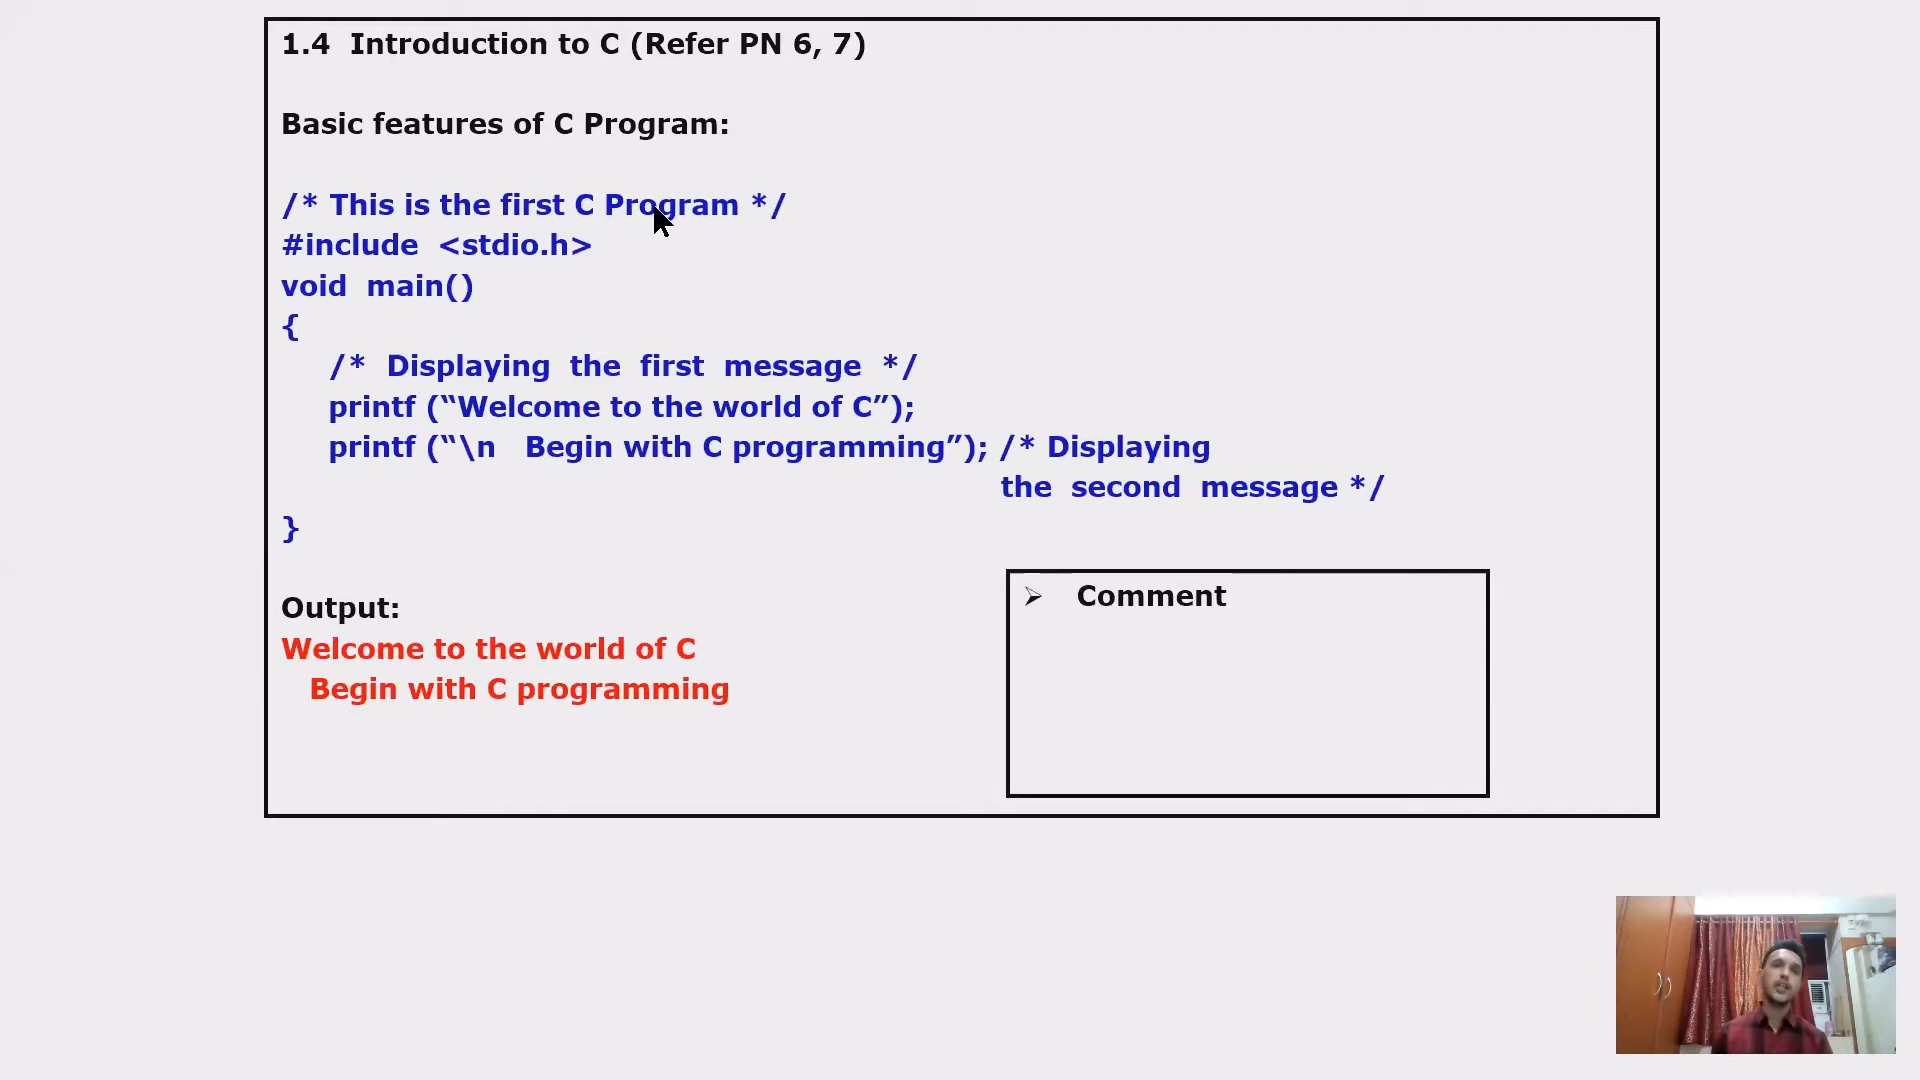 1.4  Introduction to C (Refer PN 6, 7)
Basic features of C Program:
/* This is the first C Program */
#include  <stdio.h>
void  main()
{
/*  Displaying  the  first  message  */
printf (“Welcome to the world of C”);
printf (“\n   Begin with C programming”); /* Displaying
the  second  message */
}
Output:
Welcome to the world of C
Begin with C programming
➢ Comment